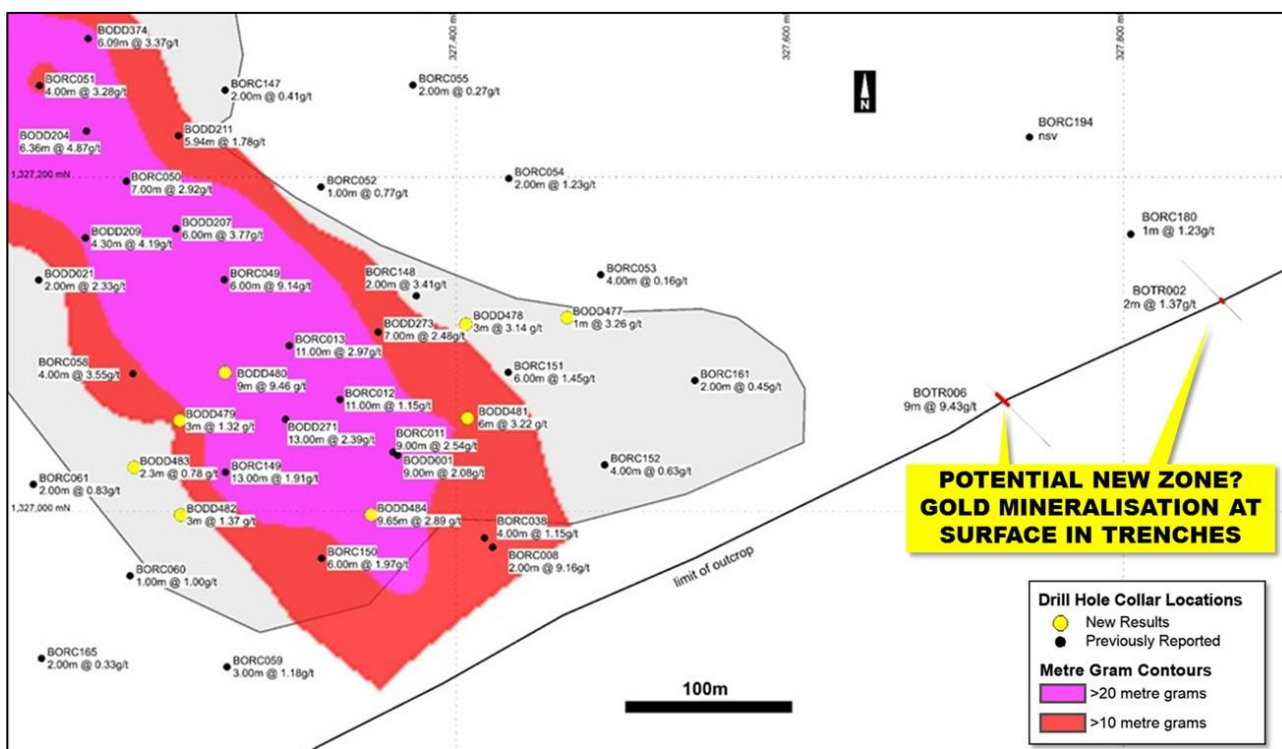 BODD374
6.09m @ 3.37g/t
327,400 m
327,600 m
327,800 m
BORC051
4.00m @ 3.28g/t
BORC147
2.00m @ 0.41g/t
BORC055
2.00m @ 0.27g/t
N
BODD204
6.36m @ 4.87g/t
BODD211
5.94m @ 1.78g/t
BORC194
nsv
1,327,200 mN
BORC050
7.00m @ 2.92g/t
BORC052
1.00m @ 0.77g/t
BORC054
2.00m @ 1.23g/t
BODD209
4.30m @ 4.19g/t
BODD207
6.00m @ 3.77g/t
BORC180
1m @ 1.23g/t
BODD021
2.00m @ 2.33g/t
BORC049
6.00m @ 9.14g/t
BORC148
2.00m @ 3.41g/t
BORC053
4.00m @ 0.16g/t
BOTR002
2m @ 1.37g/t
BODD273
7.00m @ 2.48g/t
BODD478
3m @ 3.14 g/t
BODD477
1m @ 3.26 g/t
BORC013
11.00m @ 2.97g/t
BORC058
4.00m @ 3.55g/t
BODD480
9m @ 9.46 g/t
BORC151
6.00m @ 1.45g/t
BORC161
2.00m @ 0.45g/t
BORC012
11.00m @ 1.15g/t
BOTR006
9m @ 9.43g/t
BODD479
3m @ 1.32 g/t
BODD271
13.00m @ 2.39g/t
BODD481
6m @ 3.22 g/t
BORC011
9.00m @ 2.54g/t
BODD001
9.00m @ 2.08g/t
BODD483
2.3m @ 0.78 g/t
BORC149
13.00m @ 1.91g/t
BORC152
4.00m @ 0.63g/t
BORC061
2.00m @ 0.83g/t
POTENTIAL NEW ZONE?
GOLD MINERALISATION AT
SURFACE IN TRENCHES
1,327,000 mN
BODD482
3m @ 1.37 g/t
BODD484
9.65m @ 2.89 g/t
BORC038
4.00m @ 1.15g/t
BORC008
2.00m @ 9.16g/t
BORC150
6.00m @ 1.97g/t
BORC060
1.00m @ 1.00g/t
limit of outcrop
BORC165
2.00m @ 0.33g/t
BORC059
3.00m @ 1.18g/t
100m
Drill Hole Collar Locations
New Results
Previously Reported
Metre Gram Contours
>20 metre grams
>10 metre grams